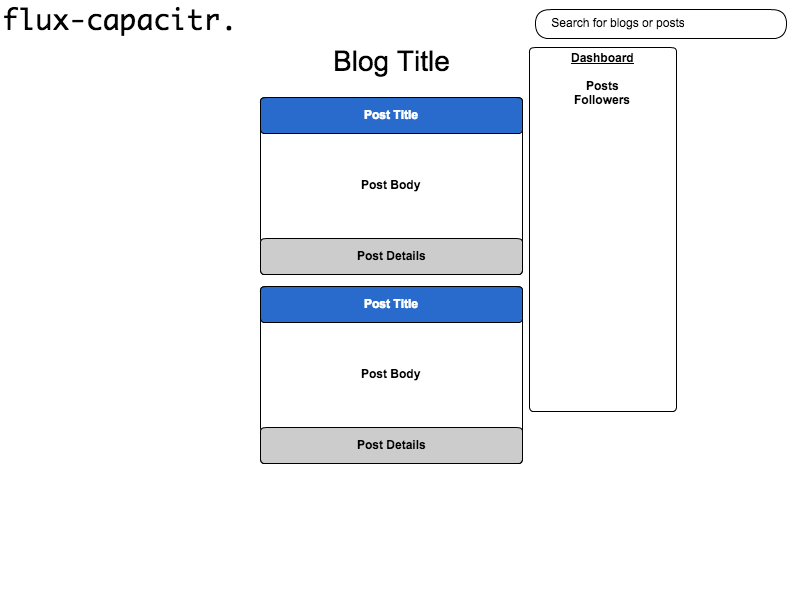 flux-capacitr.
Search for blogs or posts
Blog Title
Dashboard
Posts
Followers
Post Title
Post Body
Post Details
Post Title
Post Body
Post Details